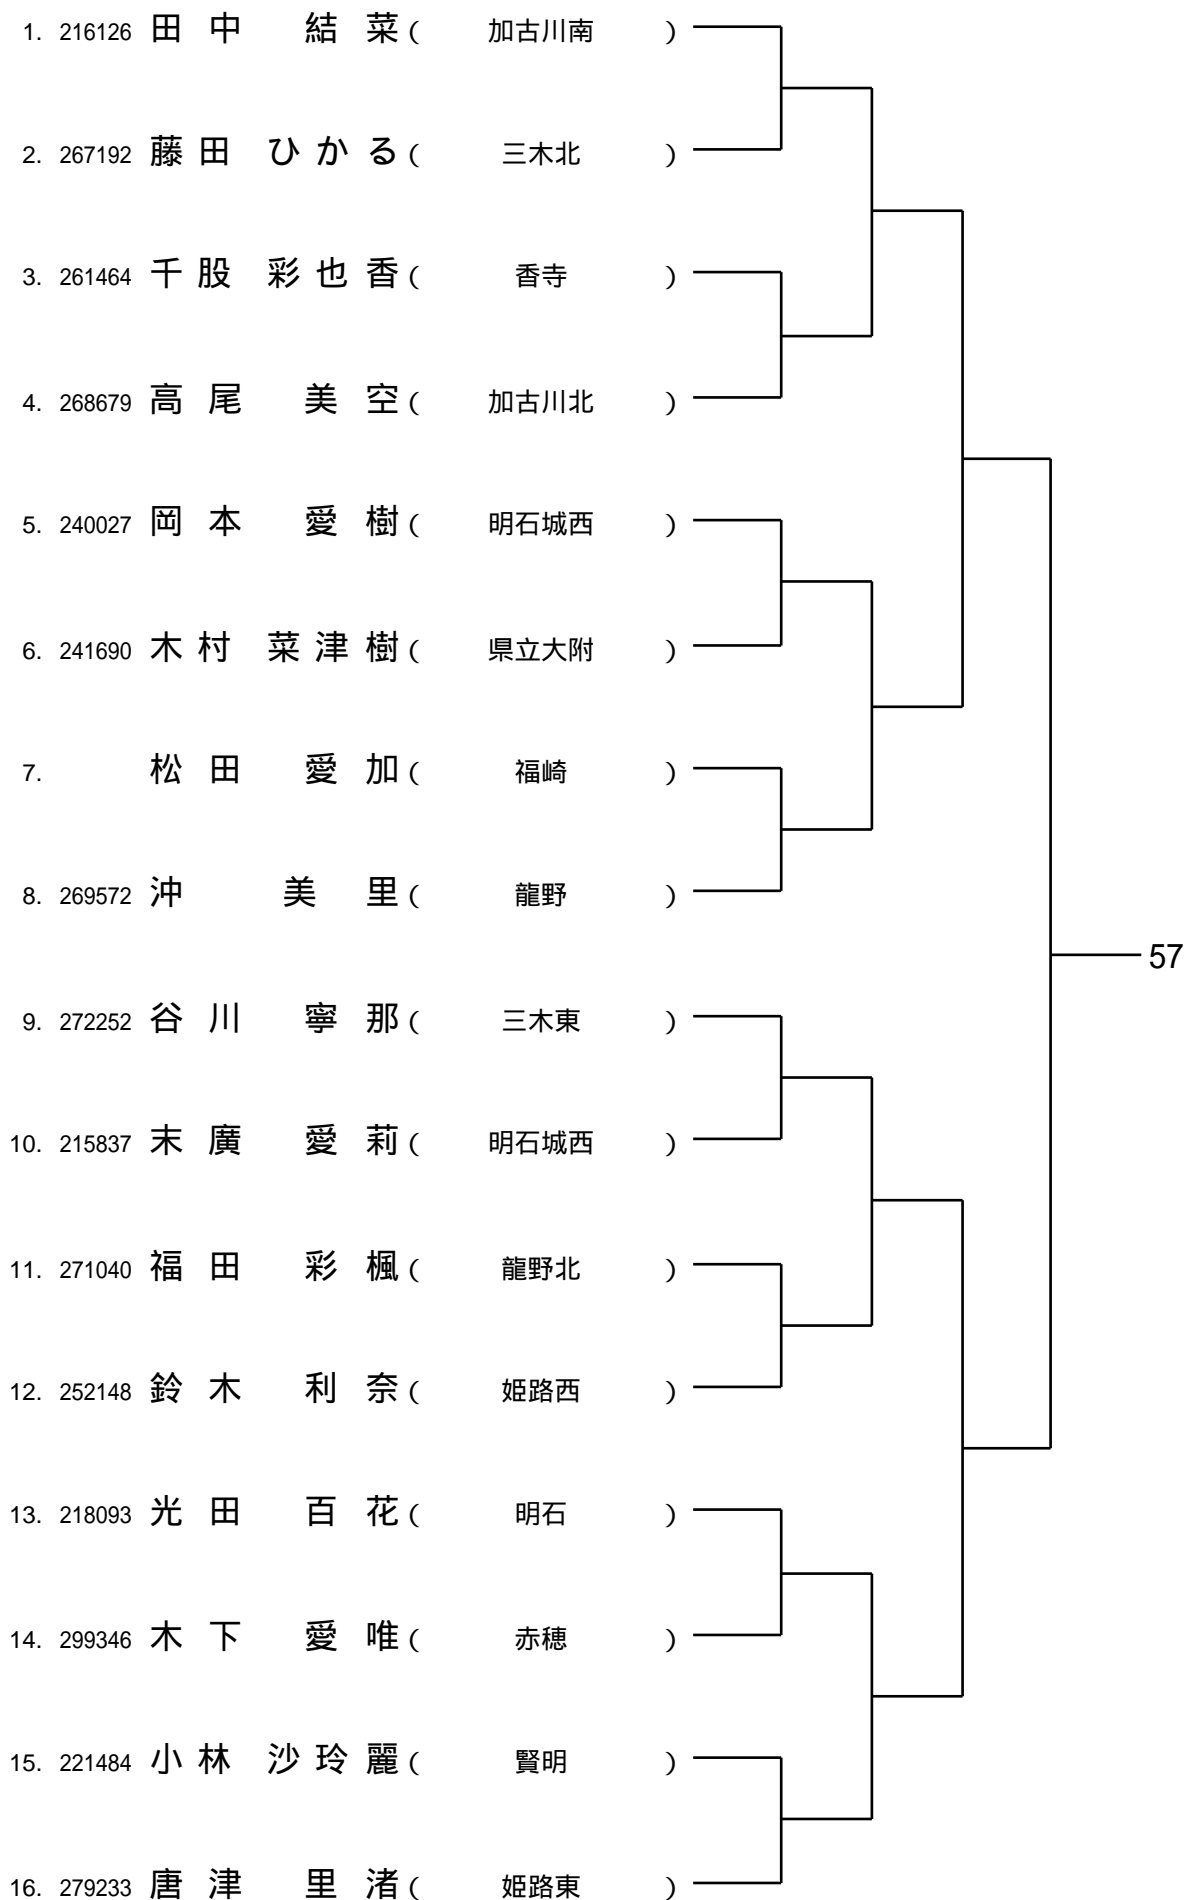 1. 216126 田中 結菜 ( 加古川南 )
2. 267192 藤田 ひかる ( 三木北 )
3. 261464 千股 彩也香 ( 香寺 )
4. 268679 高尾 美空 ( 加古川北 )
5. 240027 岡本 愛樹 ( 明石城西 )
6. 241690 木村 菜津樹 ( 県立大附 )
7. 松田 愛加 ( 福崎 )
8. 269572 沖 美里 ( 龍野 )
57
9. 272252 谷川 寧那 ( 三木東 )
10. 215837 末廣 愛莉 ( 明石城西 )
11. 271040 福田 彩楓 ( 龍野北 )
12. 252148 鈴木 利奈 ( 姫路西 )
13. 218093 光田 百花 ( 明石 )
14. 299346 木下 愛唯 ( 赤穂 )
15. 221484 小林 沙玲麗 ( 賢明 )
16. 279233 唐津 里渚 ( 姫路東 )